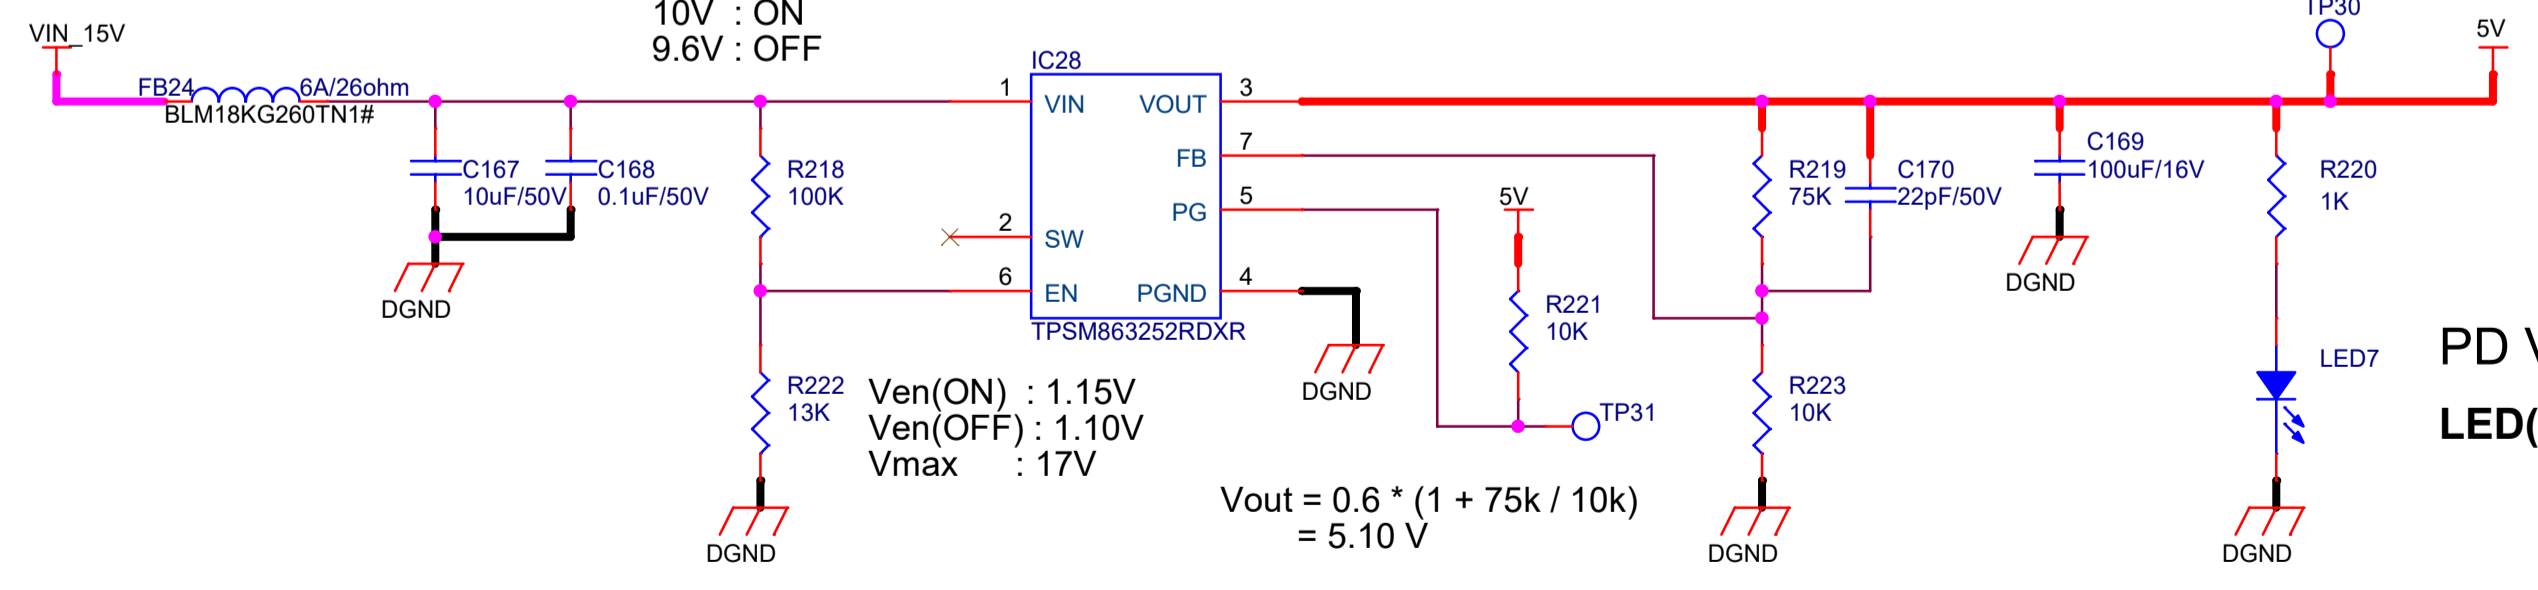 10V : ON
9.6V : OFF
VIN_15V
FB24
6A/26ohm
BLM18KG260TN1#
C167
10uF/50V
C168
0.1uF/50V
DGND
R218
100K
R222
13K
DGND
IC28
1
VIN
2
SW
6
EN
VOUT
3
FB
7
PG
5
PGND
4
TPSM863252RDXR
DGND
Ven(ON) : 1.15V
Ven(OFF) : 1.10V
Vmax : 17V
5V
R221
10K
TP31
Vout = 0.6 * (1 + 75k / 10k)
= 5.10 V
R219
75K
C170
22pF/50V
R223
10K
DGND
C169
100uF/16V
DGND
TP30
5V
R220
1K
LED7
DGND
PD
LED(